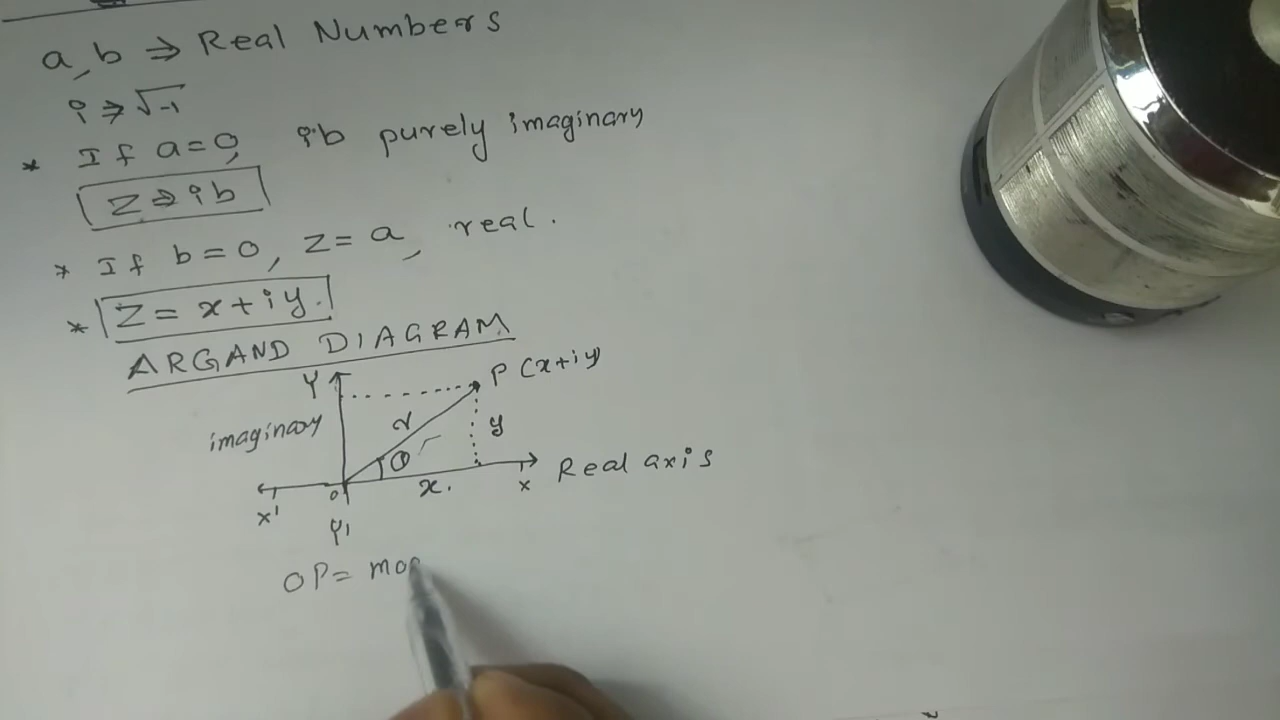 a, b ⇒ Real Numbers
i ⇒ √-1
* If a=0, ib purely imaginary
Z ⇒ ib
* If b=0, Z= a, real.
* Z= x+iy.
ARGAND DIAGRAM
Y P (x+iy)
imaginary r y
θ Real axis
o x. x
x'
Y'
OP= mo